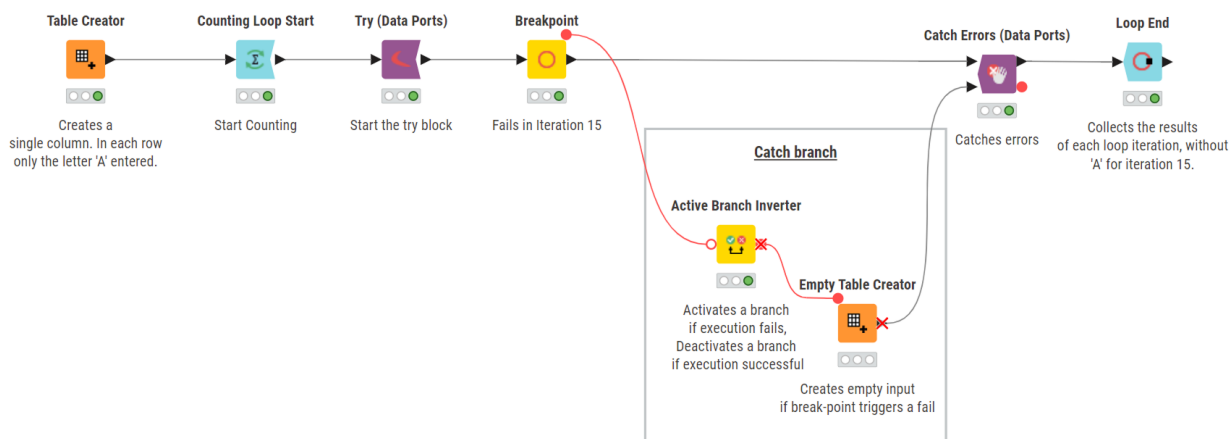 Table Creator
Creates a
single column. In each row
only the letter 'A' entered.
Counting Loop Start
Σ
Start Counting
Try (Data Ports)
Start the try block
Breakpoint
Fails in Iteration 15
Catch Errors (Data Ports)
Catches errors
Loop End
Collects the results
of each loop iteration, without
'A' for iteration 15.
Catch branch
Active Branch Inverter
Activates a branch
if execution fails,
Deactivates a branch
if execution successful
Empty Table Creator
Creates empty input
if break-point triggers a fail